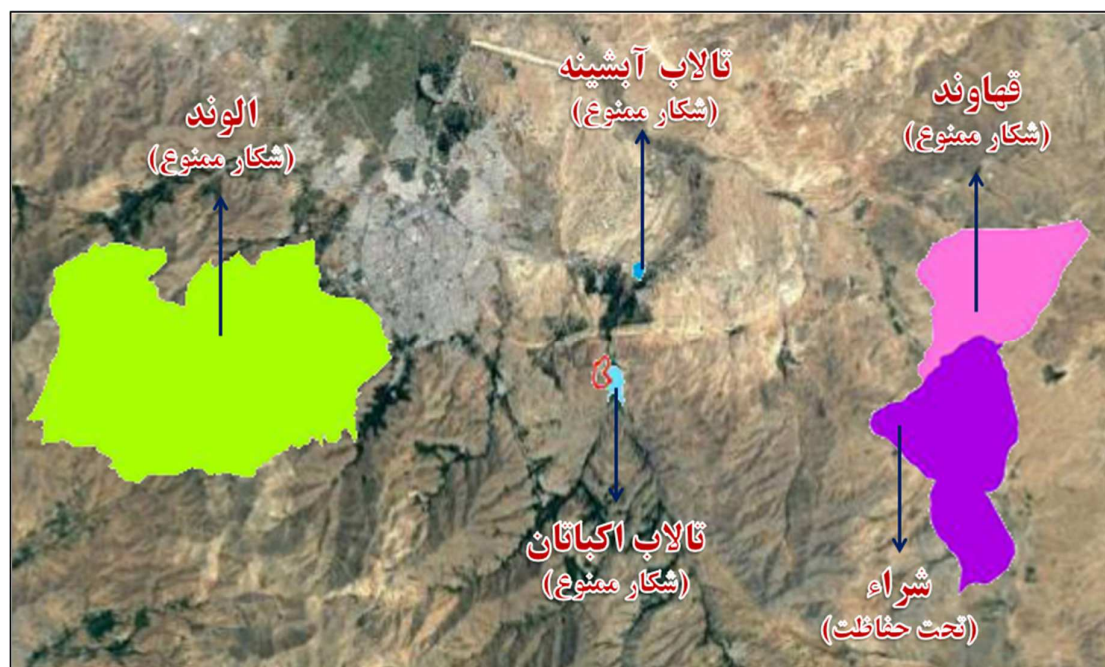 تالاب آبشینه
(شکار ممنوع)
قهاوند
(شکار ممنوع)
الوند
(شکار ممنوع)
تالاب اکباتان
(شکار ممنوع)
شراء
(تحت حفاظت)